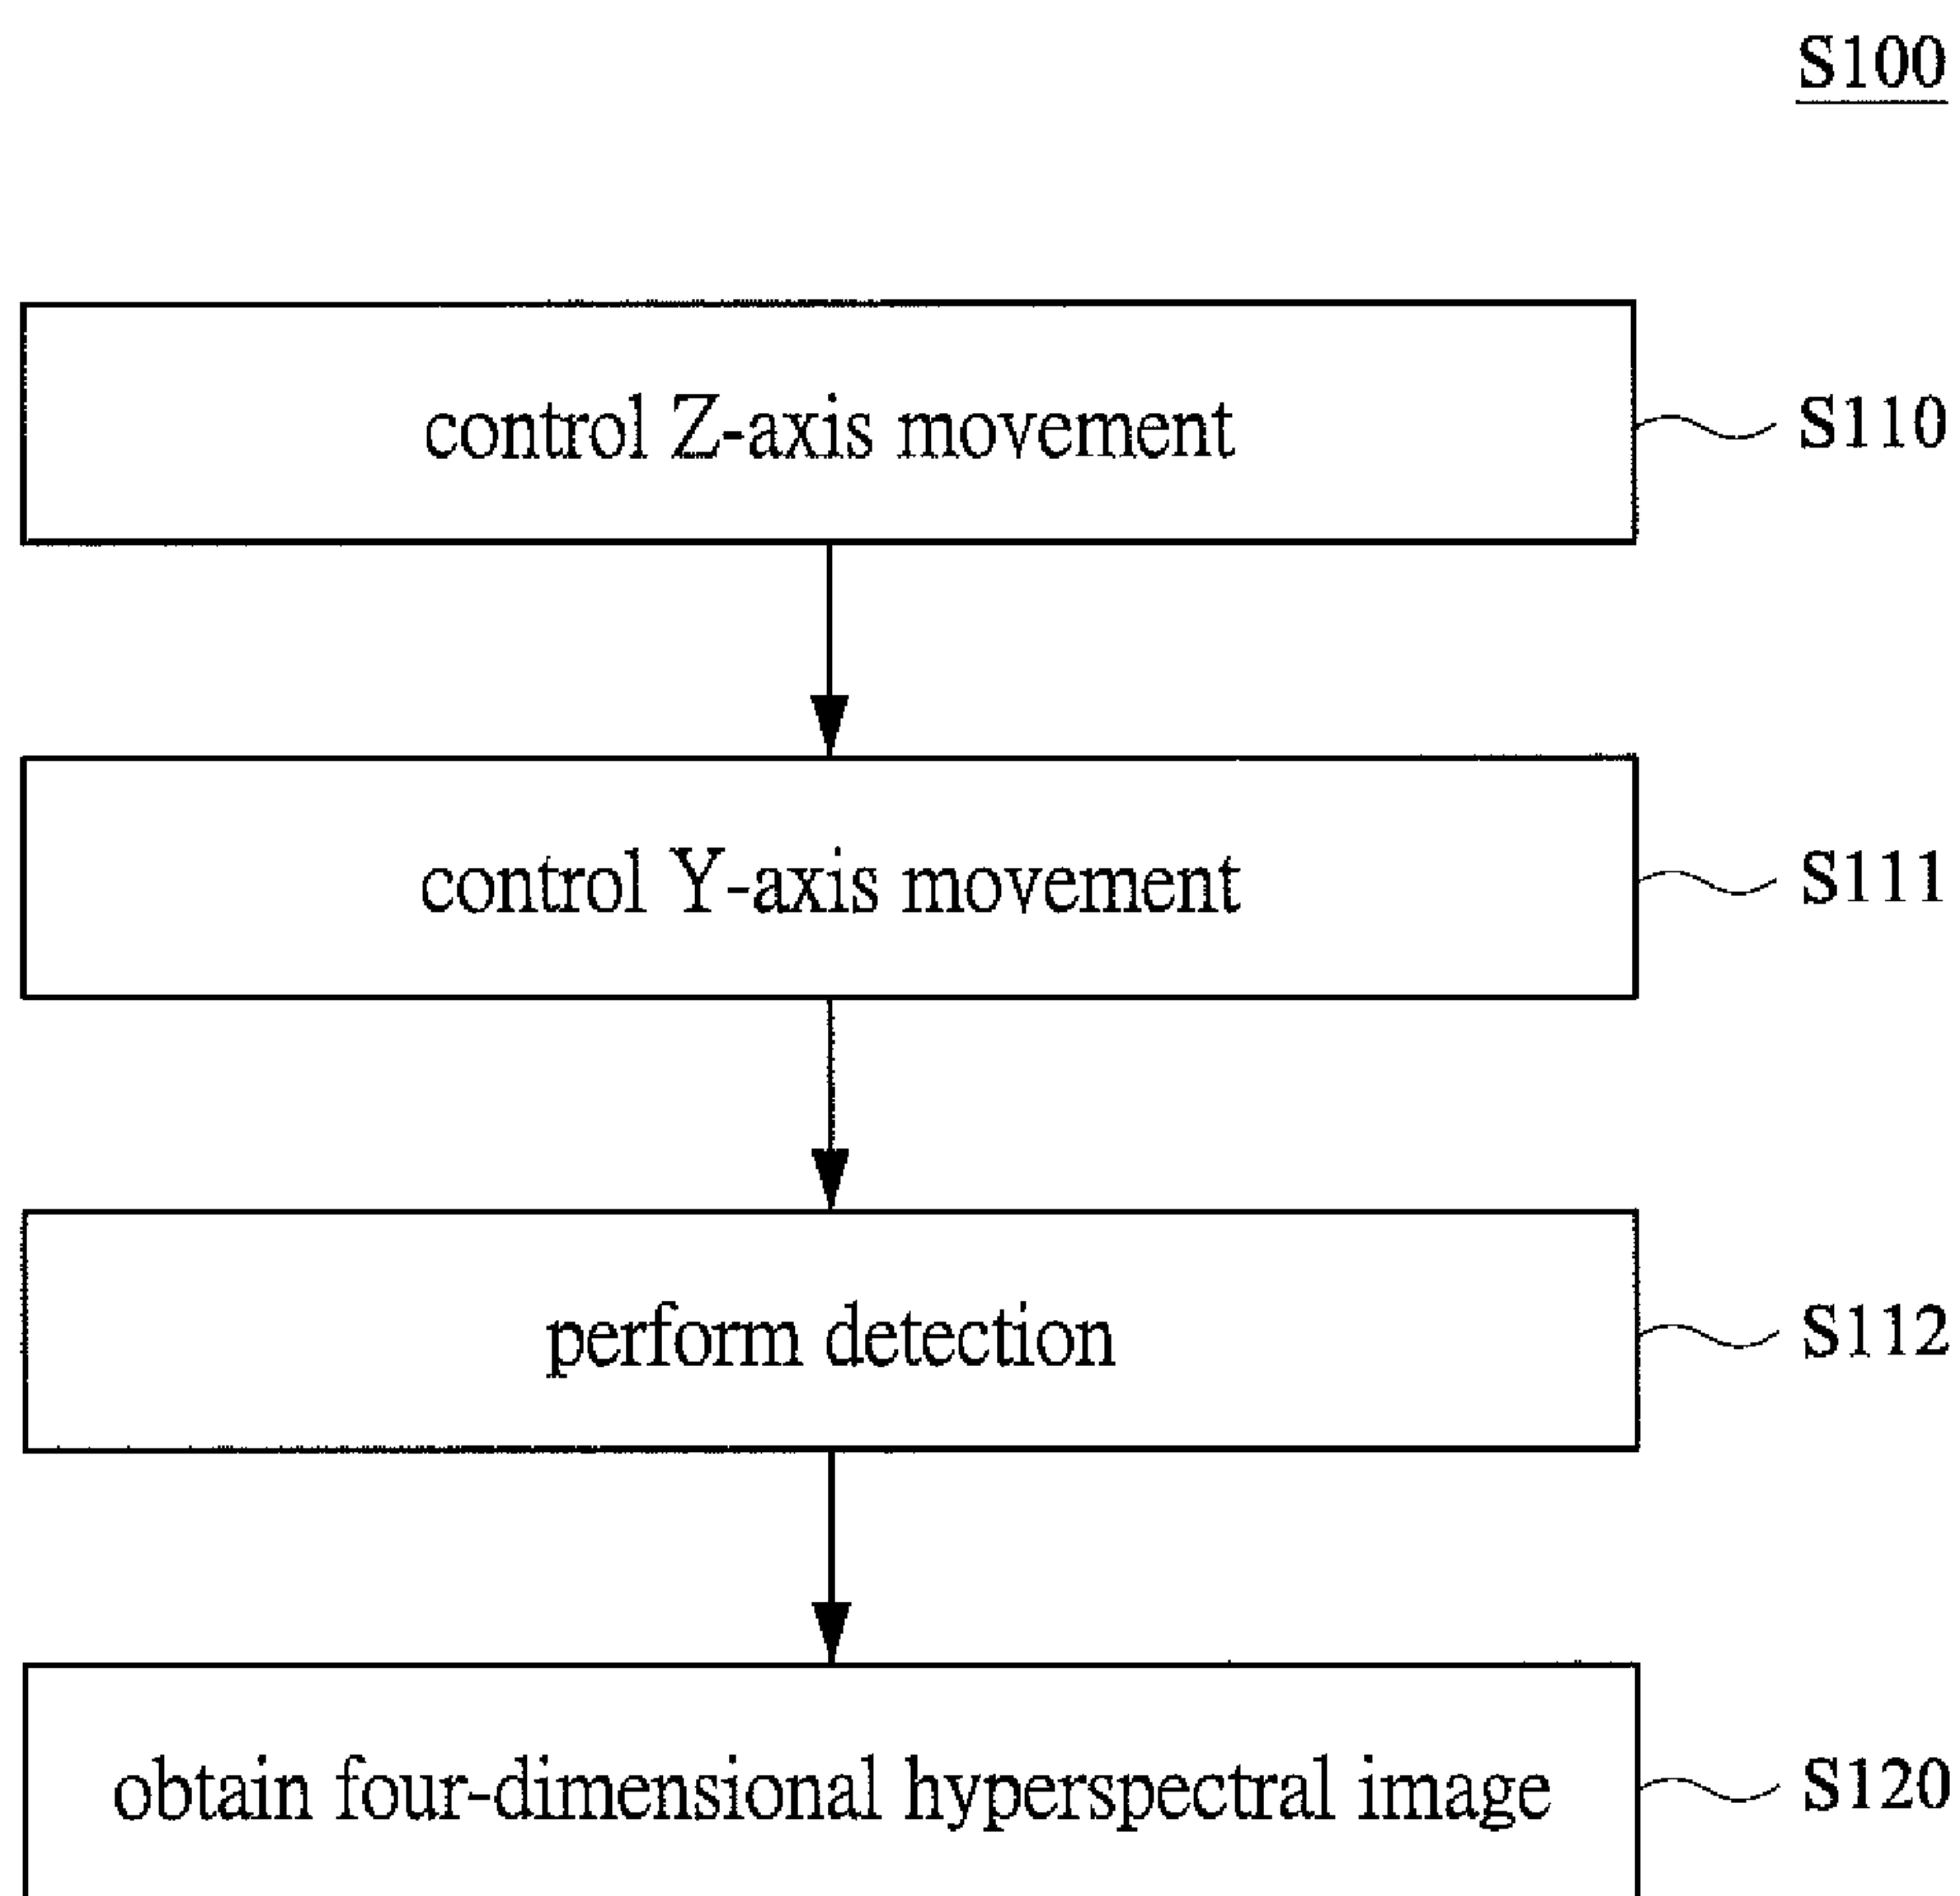 S100
control Z-axis movement
S110
control Y-axis movement
S111
perform detection
S112
obtain four-dimensional hyperspectral image
S120